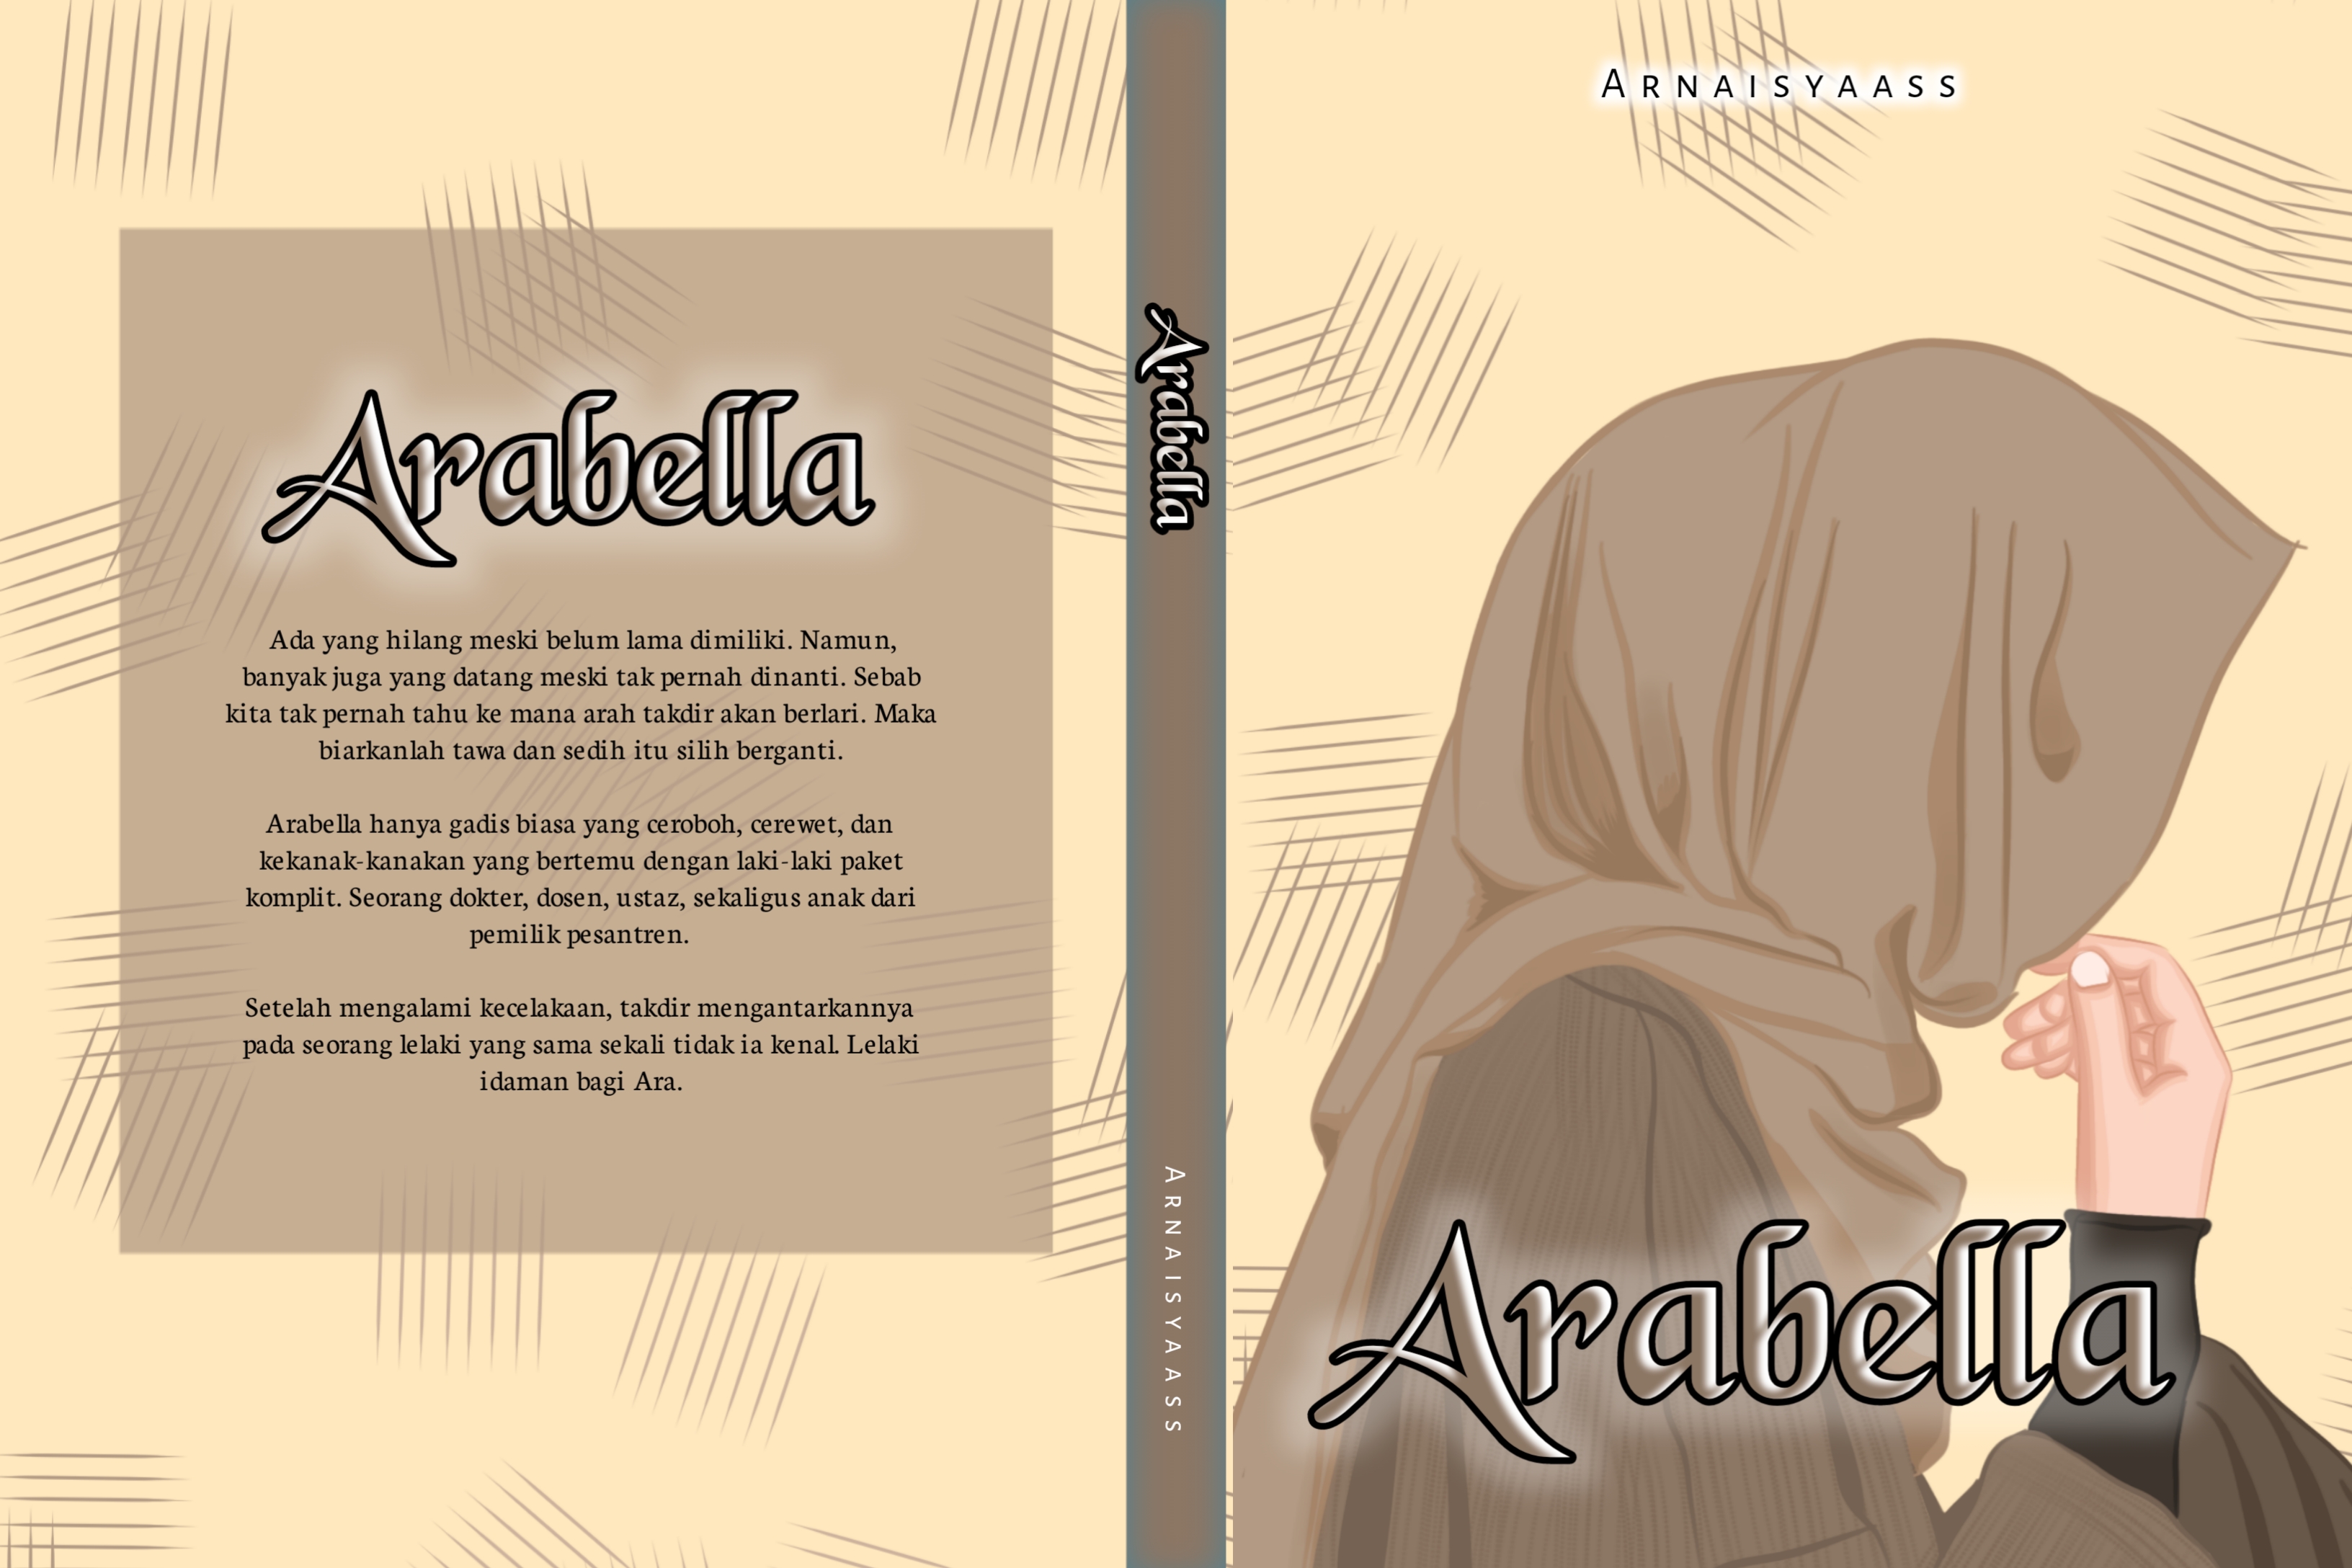 Arabella
Ada yang hilang meski belum lama dimiliki. Namun,
banyak juga yang datang meski tak pernah dinanti. Sebab
kita tak pernah tahu ke mana arah takdir akan berlari. Maka
biarkanlah tawa dan sedih itu silih berganti.
Arabella hanya gadis biasa yang ceroboh, cerewet, dan
kekanak-kanakan yang bertemu dengan laki-laki paket
komplit. Seorang dokter, dosen, ustaz, sekaligus anak dari
pemilik pesantren.
Setelah mengalami kecelakaan, takdir mengantarkannya
pada seorang lelaki yang sama sekali tidak ia kenal. Lelaki
idaman bagi Ara.
Arabella
ARNAISYAASS
ARNAISYAASS
Arabella